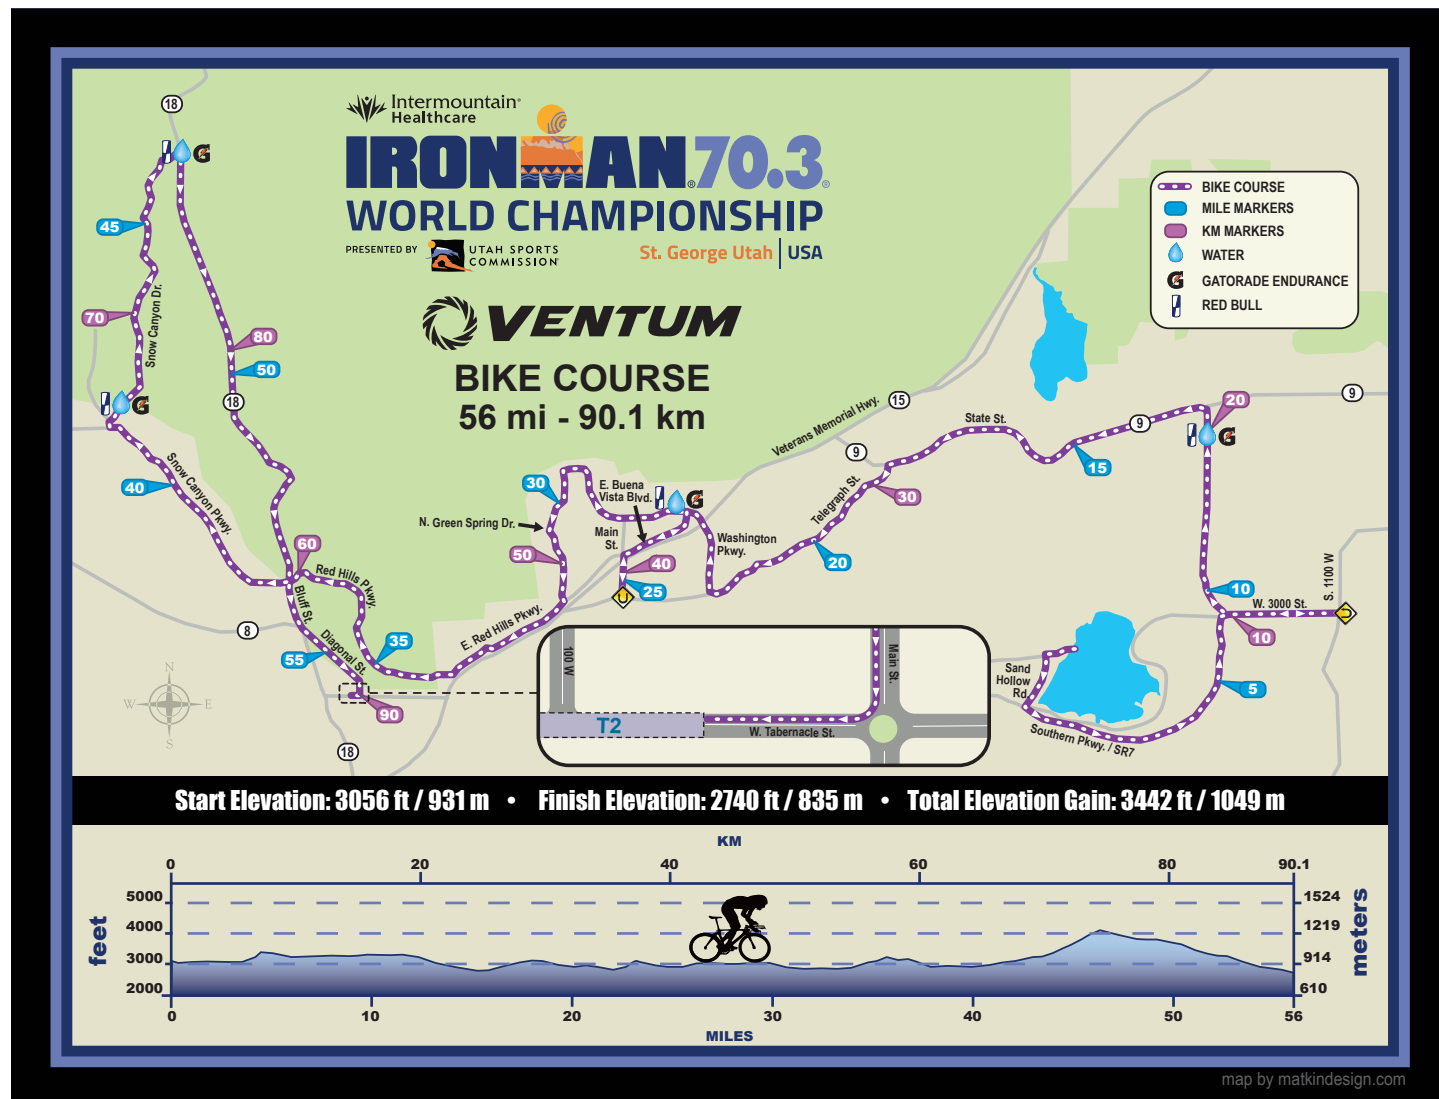 Intermountain®
Healthcare
IRONMAN® 70.3®
WORLD CHAMPIONSHIP
PRESENTED BY
UTAH SPORTS
COMMISSION
St. George Utah | USA
VENTUM
BIKE COURSE
56 mi - 90.1 km
BIKE COURSE
MILE MARKERS
KM MARKERS
WATER
GATORADE ENDURANCE
RED BULL
18
G
45
70
Snow Canyon Dr.
80
50
18
G
40
Snow Canyon Pkwy.
60
Red Hills Pkwy.
Bluff St.
8
Diagonal St.
55
35
90
18
N
W
E
S
E. Red Hills Pkwy.
50
N. Green Spring Dr.
30
E. Buena
Vista Blvd.
G
Main
St.
40
25
Washington
Pkwy.
Veterans Memorial Hwy.
15
9
Telegraph St.
20
30
State St.
15
9
20
G
9
10
W. 3000 St.
S. 1100 W
10
5
Sand
Hollow
Rd.
Southern Pkwy. / SR7
100 W
Main St.
T2
W. Tabernacle St.
Start Elevation: 3056 ft / 931 m • Finish Elevation: 2740 ft / 835 m • Total Elevation Gain: 3442 ft / 1049 m
KM
0 20 40 60 80 90.1
feet
5000
4000
3000
2000
1524
1219
914
610
meters
0 10 20 30 40 50 56
MILES
map by matkindesign.com